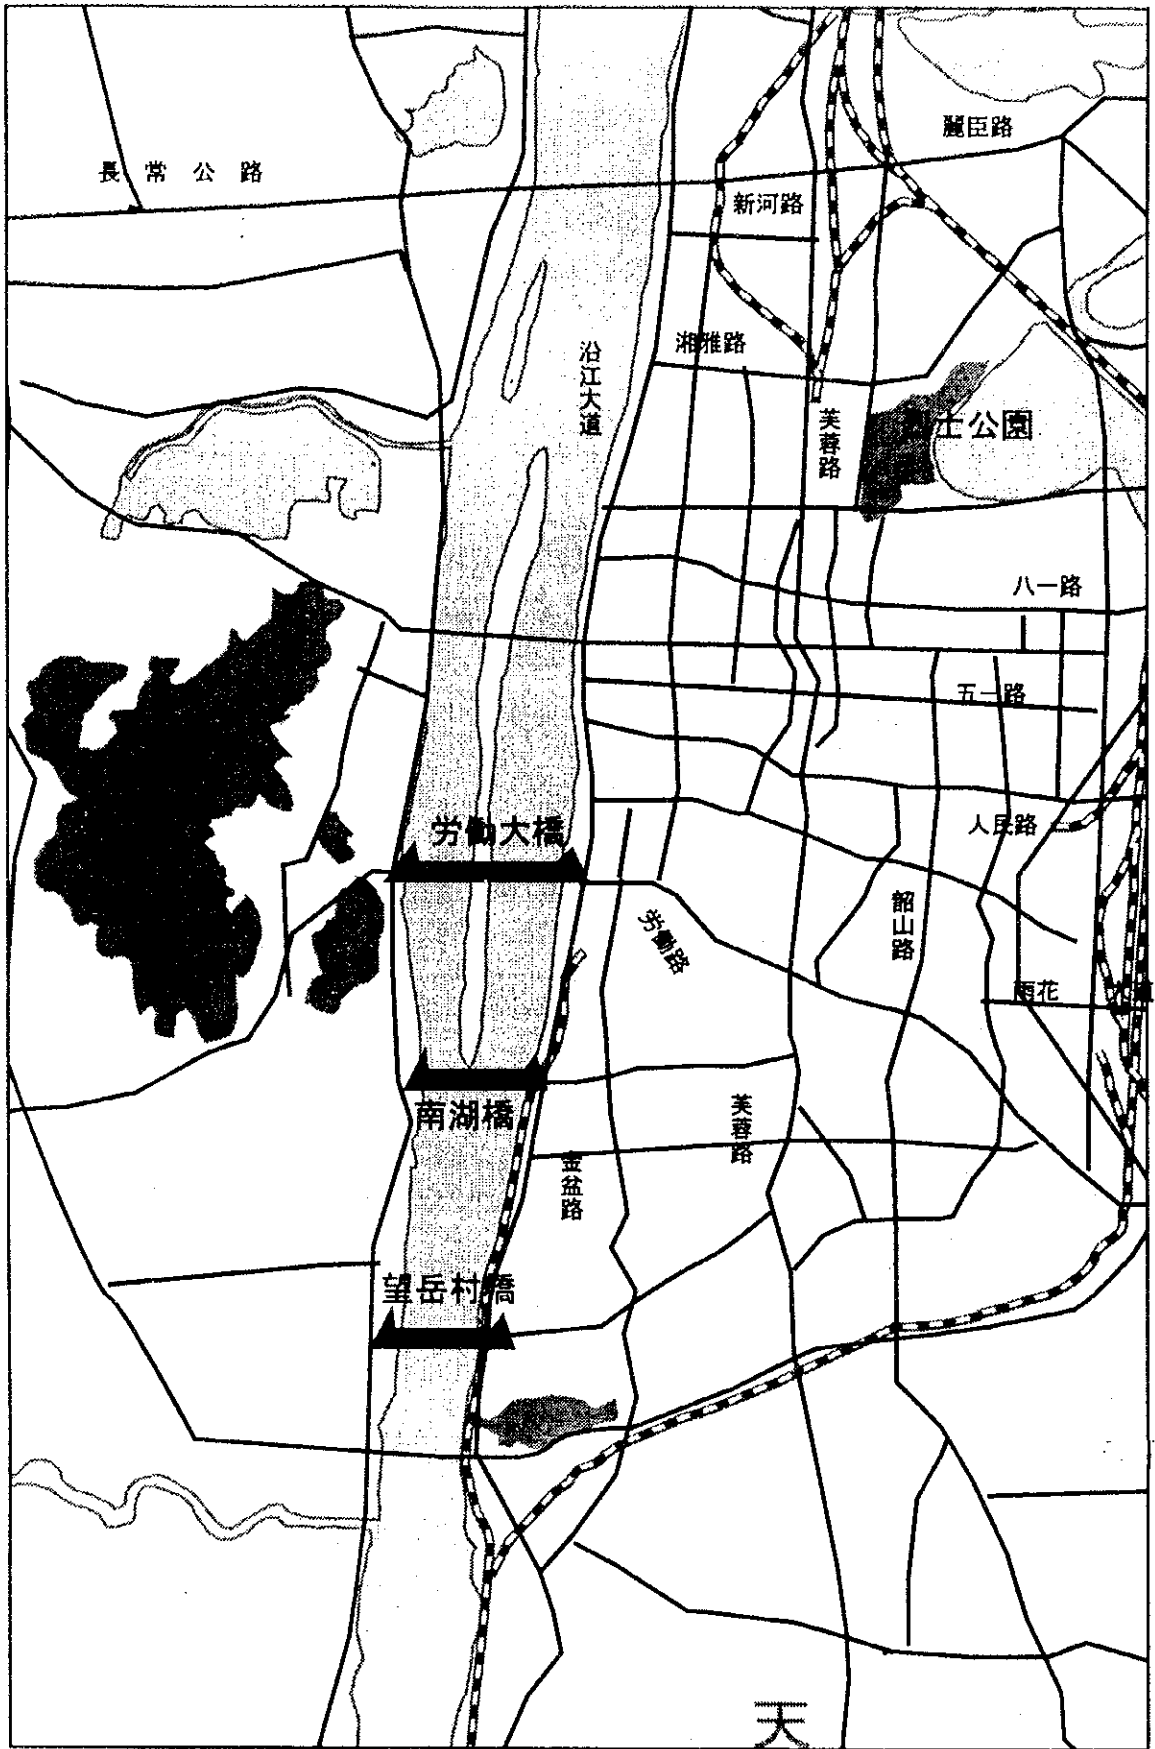 麗臣路
長常公路
新河路
湘雅路
沿江大道
芙蓉路
士公園
八一路
五一路
労働大橋
人民路
韶山路
労働路
雨花大道
南湖橋
芙蓉路
金盆路
望岳村橋
天